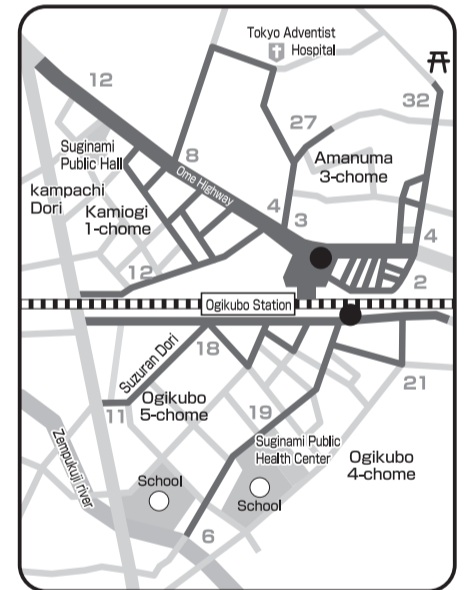 Tokyo Adventist
Hospital
12
32
27
Suginami
Public Hall
8
Amanuma
3-chome
Ome Highway
kampachi
Dori
Kamiogi
1-chome
4
3
4
12
2
Ogikubo Station
18
Suzuran Dori
21
11
Ogikubo
5-chome
19
Suginami Public
Health Center
Ogikubo
4-chome
Zempukuji river
School
School
6